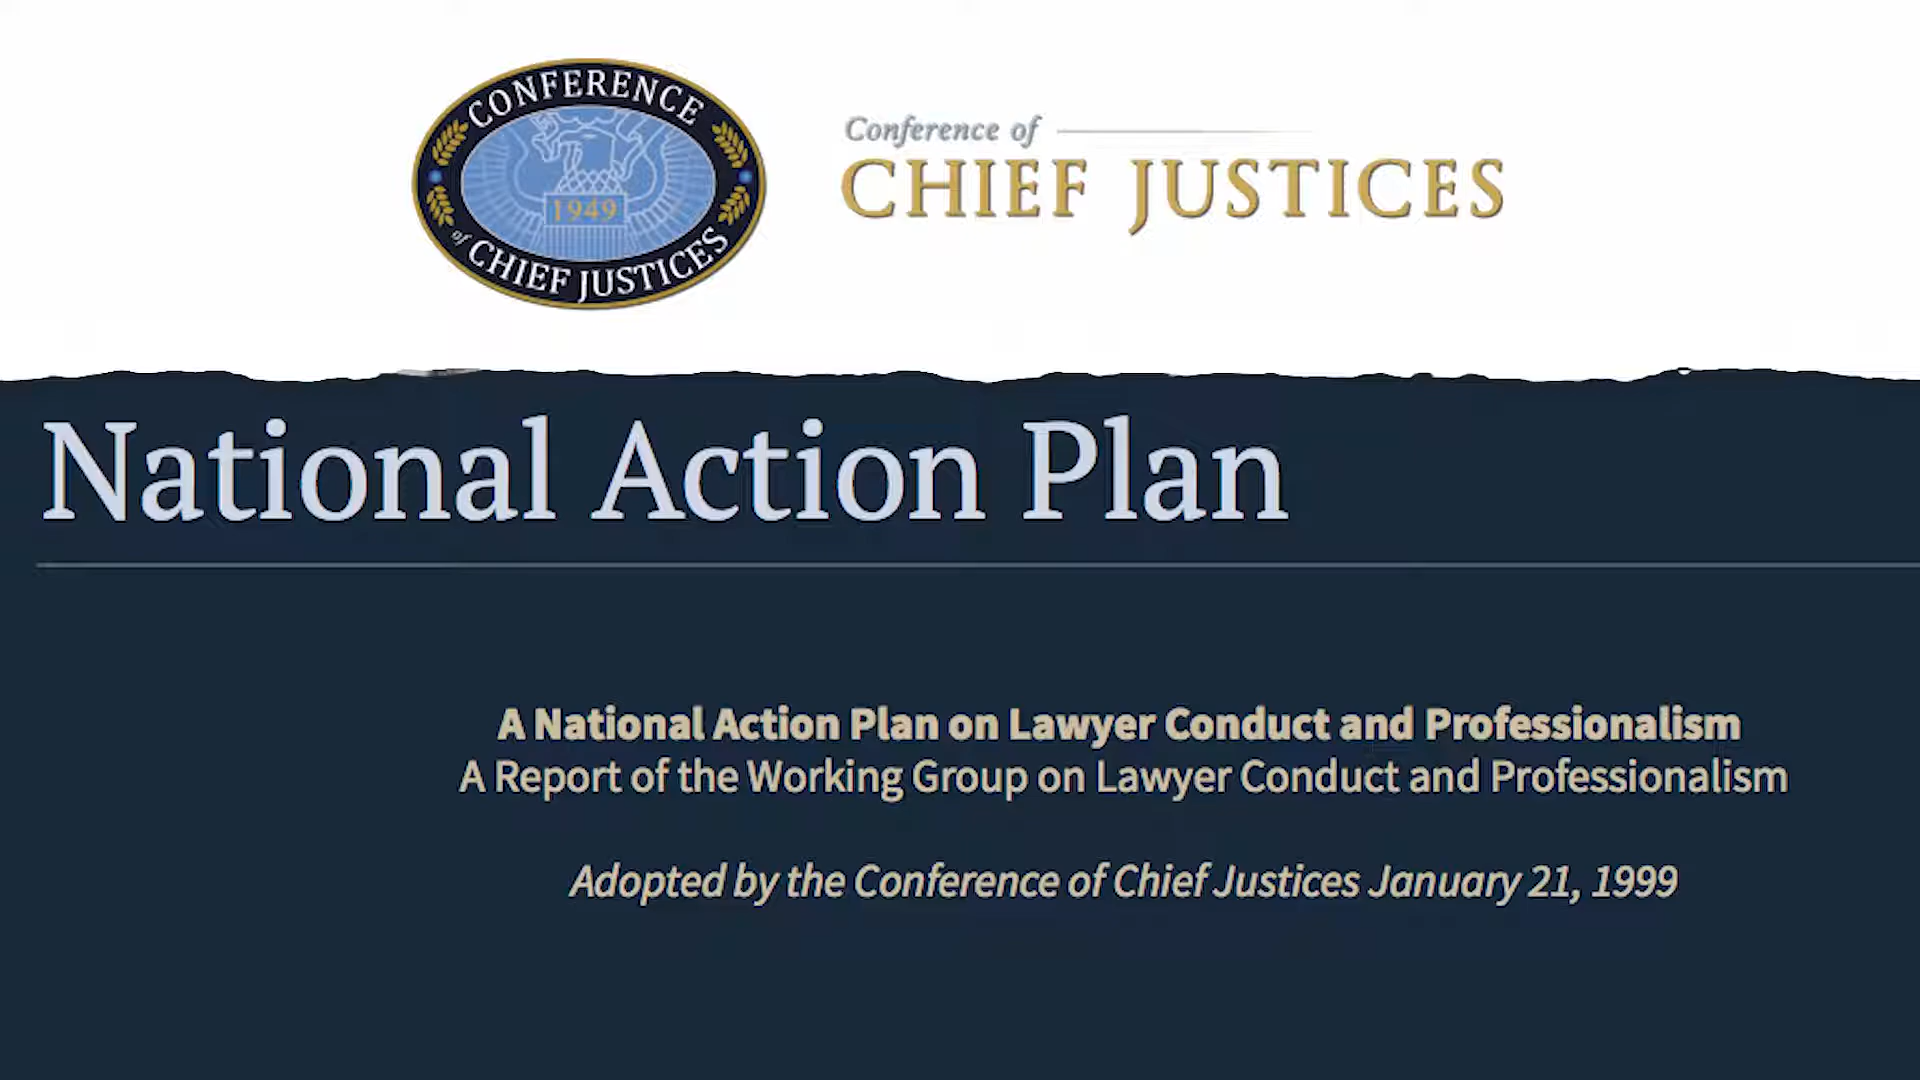 CONFERENCE
1949
of CHIEF JUSTICES
Conference of
CHIEF JUSTICES
National Action Plan
A National Action Plan on Lawyer Conduct and Professionalism
A Report of the Working Group on Lawyer Conduct and Professionalism
Adopted by the Conference of Chief Justices January 21, 1999